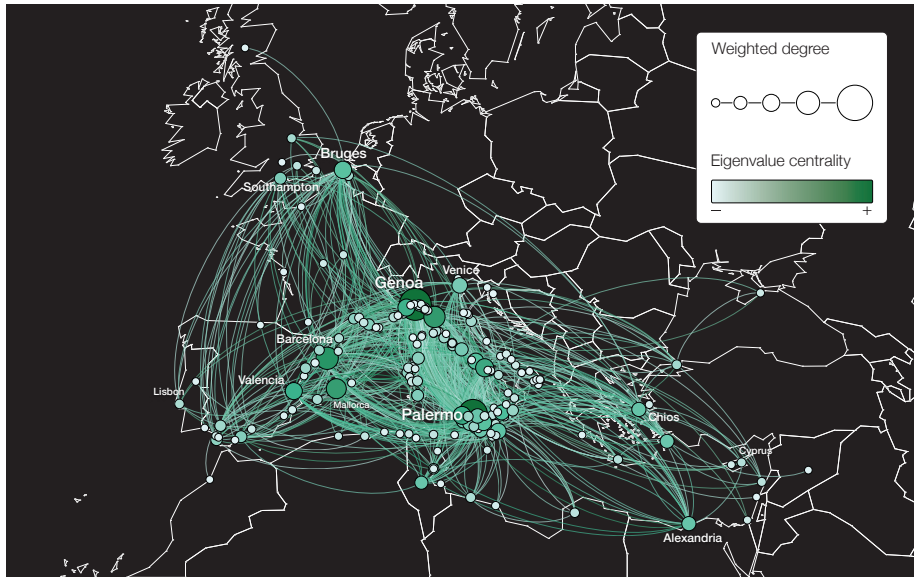 Weighted degree
Eigenvalue centrality
− +
Bruges
Southampton
Venice
Genoa
Barcelona
Valencia
Mallorca
Lisbon
Palermo
Chios
Cyprus
Alexandria